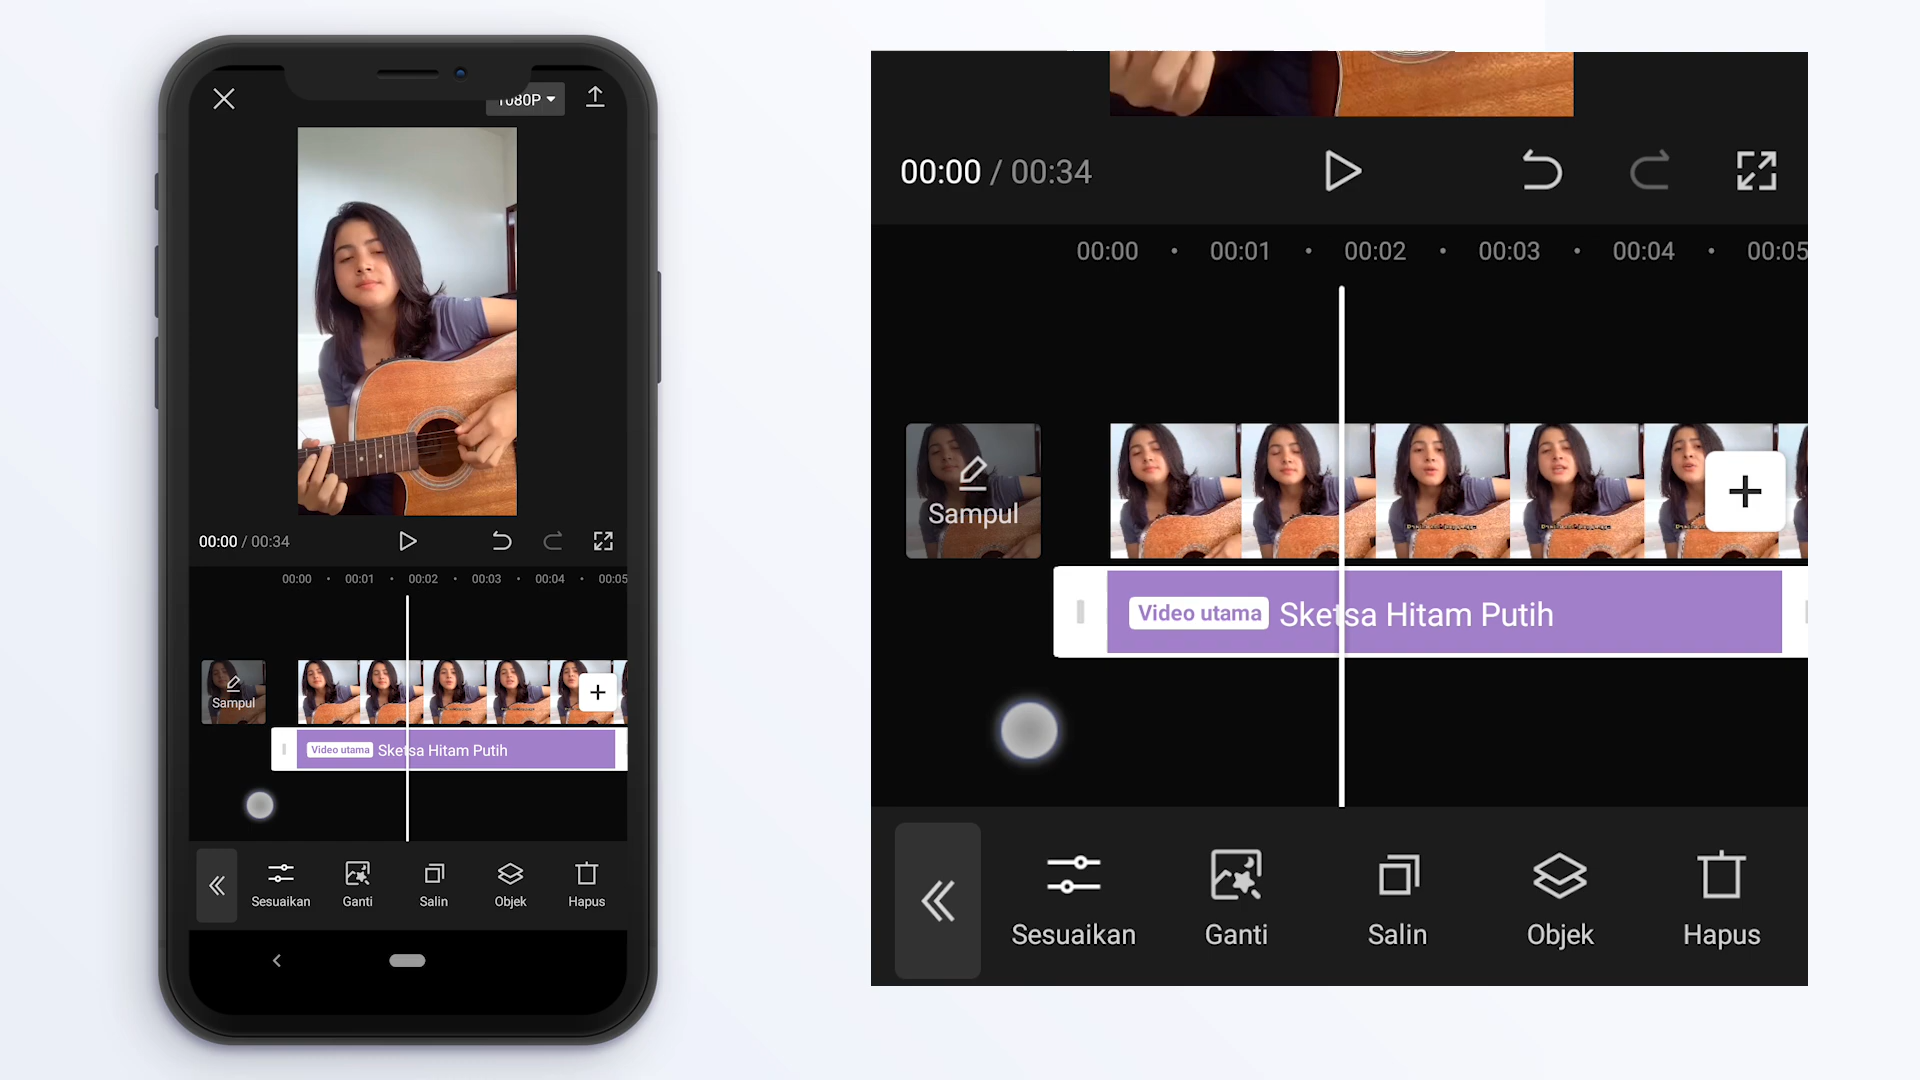 1080P
00:00 / 00:34
00:00 • 00:01 • 00:02 • 00:03 • 00:04 • 00:05
Sampul
Video utama Sketsa Hitam Putih
Sesuaikan Ganti Salin Objek Hapus
00:00 / 00:34
00:00 • 00:01 • 00:02 • 00:03 • 00:04 • 00:05
Sampul
Video utama Sketsa Hitam Putih
Sesuaikan Ganti Salin Objek Hapus